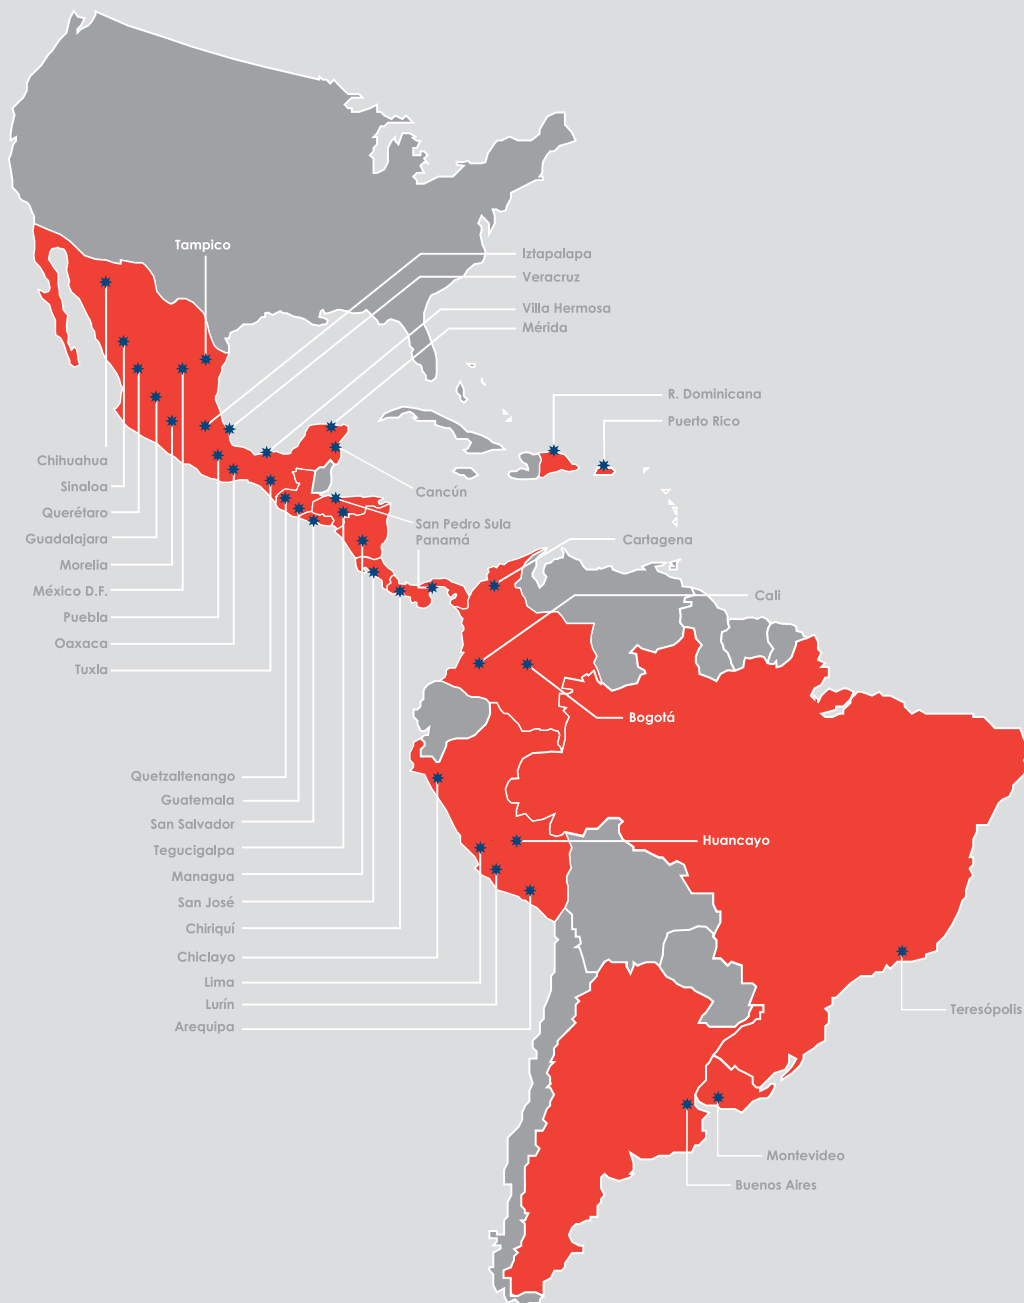 Tampico
Iztapalapa
Veracruz
Villa Hermosa
Mérida
R. Dominicana
Puerto Rico
Chihuahua
Sinaloa
Querétaro
Guadalajara
Morelia
México D.F.
Puebla
Oaxaca
Tuxla
Cancún
San Pedro Sula
Panamá
Cartagena
Cali
Bogotá
Quetzaltenango
Guatemala
San Salvador
Tegucigalpa
Managua
San José
Chiriquí
Chiclayo
Lima
Lurín
Arequipa
Huancayo
Teresópolis
Montevideo
Buenos Aires